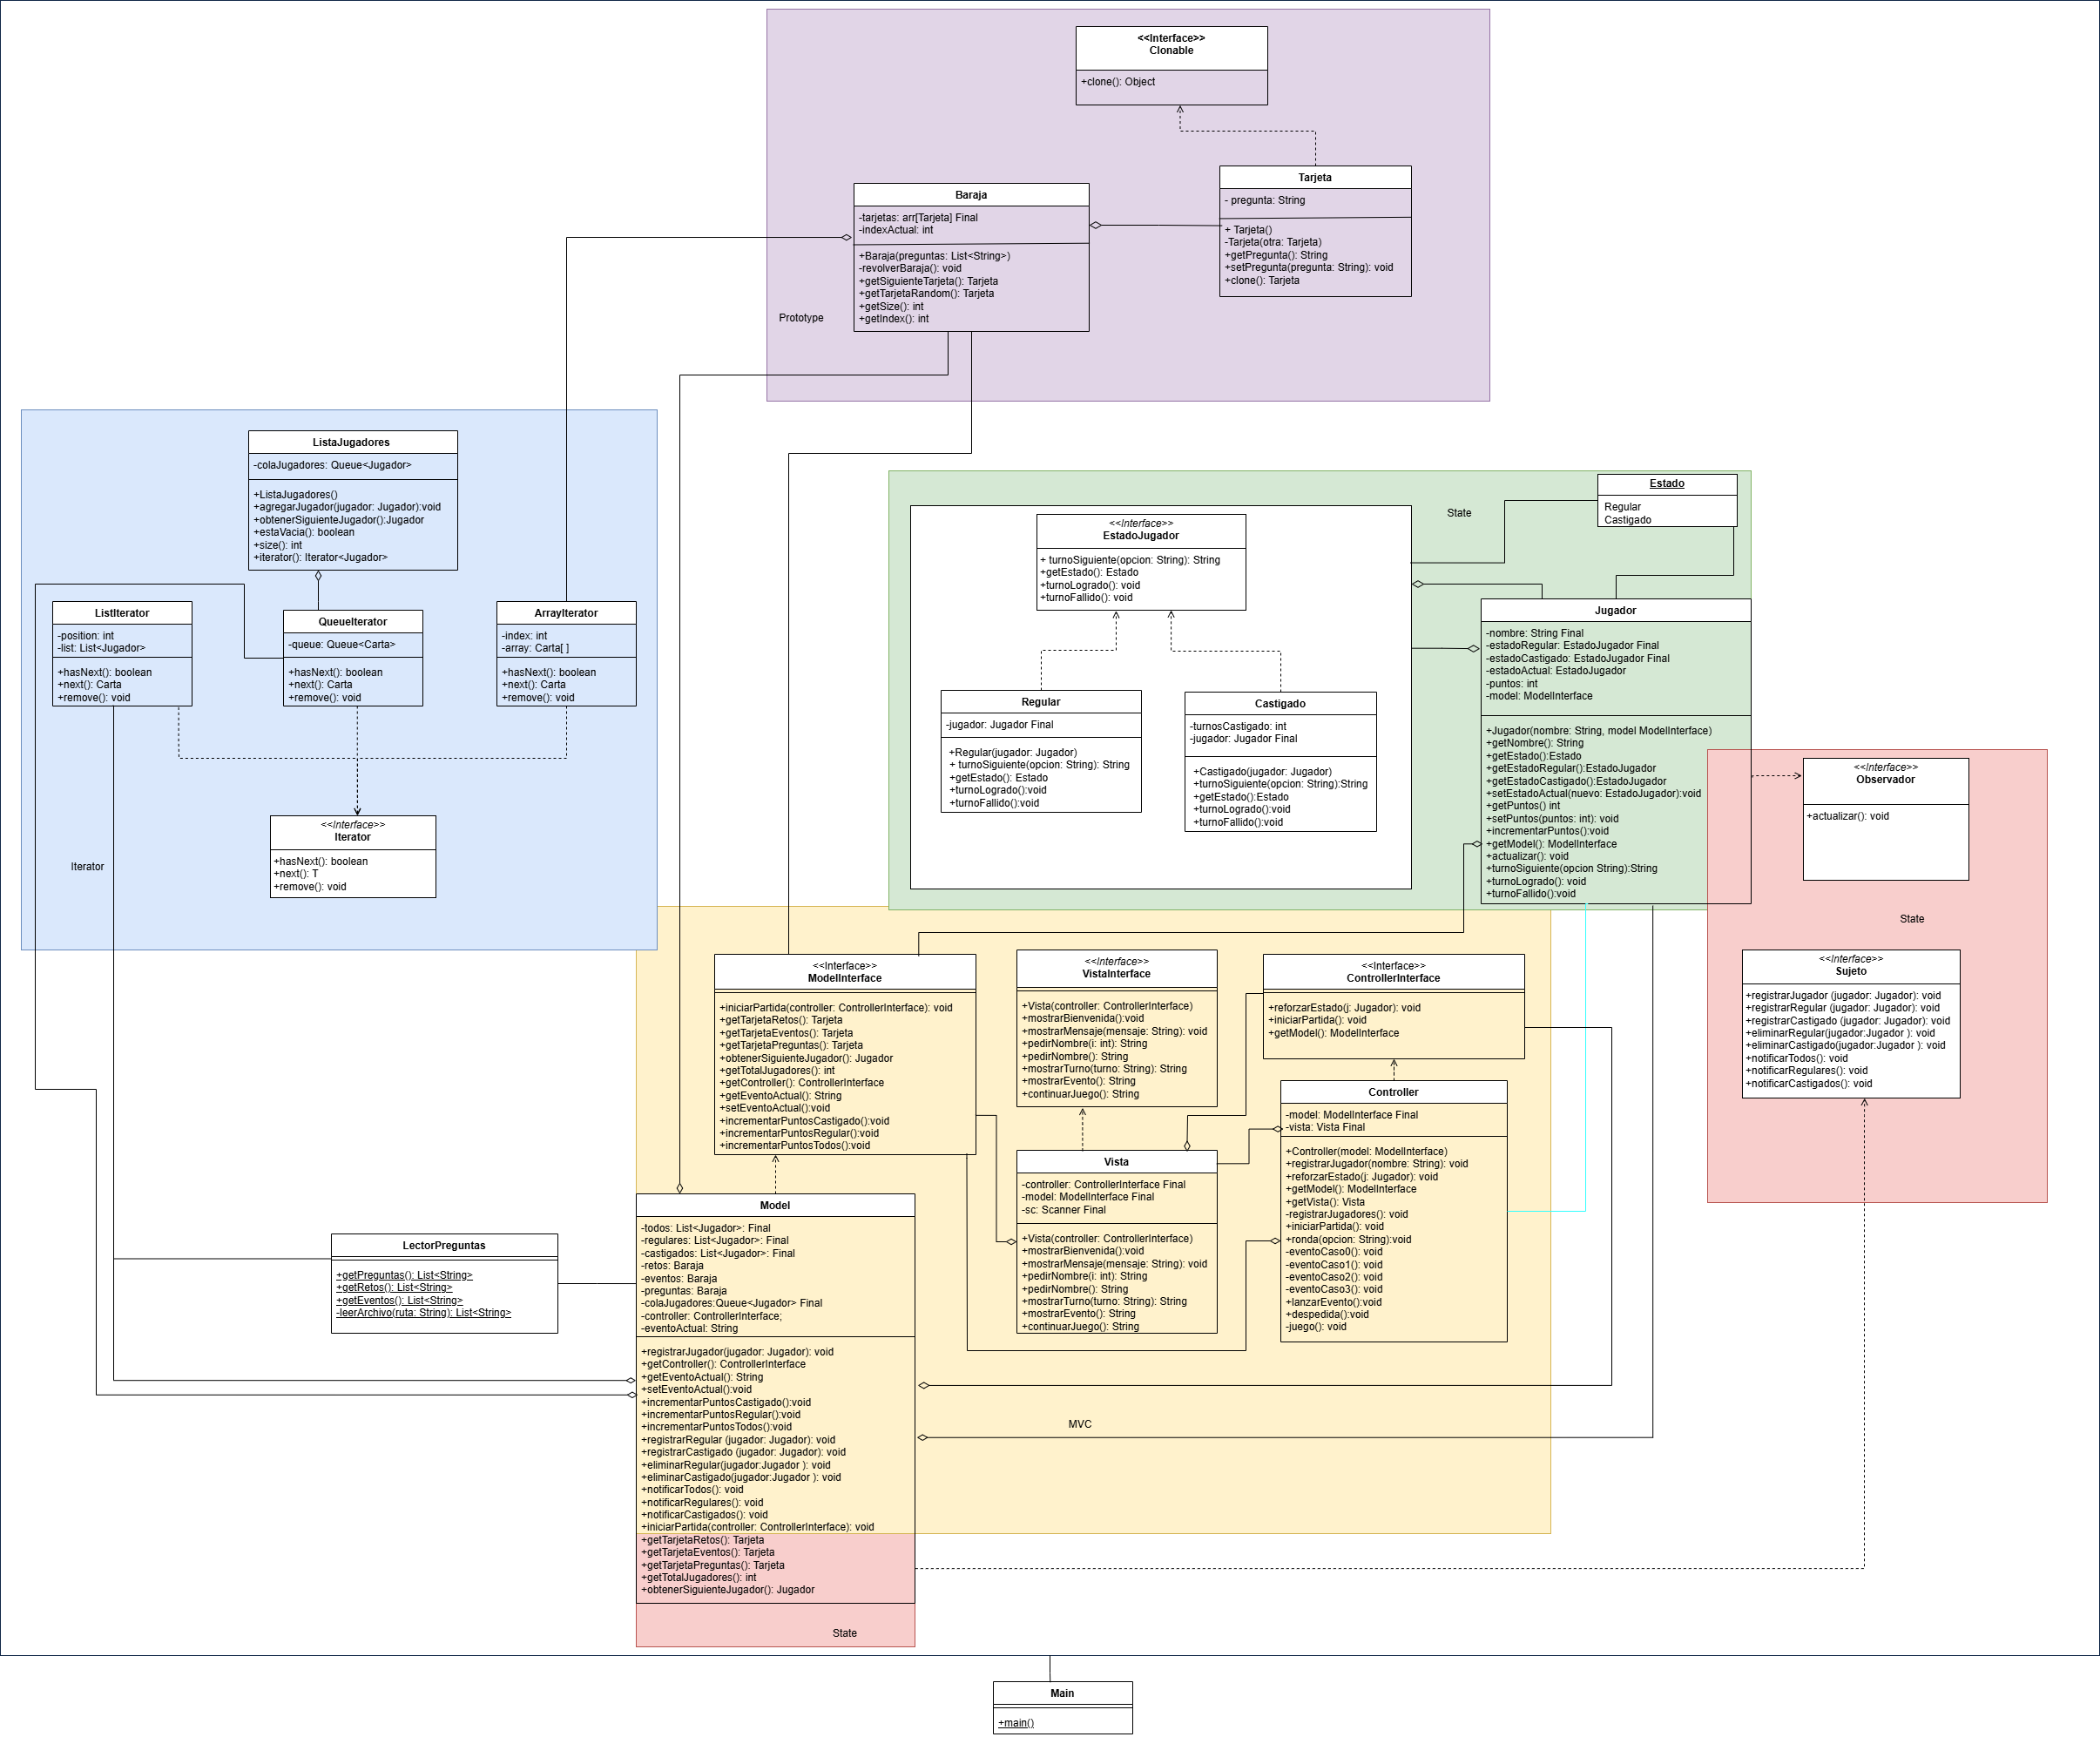 <<Interface>>
Clonable
+clone(): Object
Tarjeta
- pregunta: String
+ Tarjeta()
-Tarjeta(otra: Tarjeta)
+getPregunta(): String
+setPregunta(pregunta: String): void
+clone(): Tarjeta
Baraja
-tarjetas: arr[Tarjeta] Final
-indexActual: int
+Baraja(preguntas: List<String>)
-revolverBaraja(): void
+getSiguienteTarjeta(): Tarjeta
+getTarjetaRandom(): Tarjeta
+getSize(): int
+getIndex(): int
Prototype
ListaJugadores
-colaJugadores: Queue<Jugador>
+ListaJugadores()
+agregarJugador(jugador: Jugador):void
+obtenerSiguienteJugador():Jugador
+estaVacia(): boolean
+size(): int
+iterator(): Iterator<Jugador>
ListIterator
-position: int
-list: List<Jugador>
+hasNext(): boolean
+next(): Carta
+remove(): void
QueueIterator
-queue: Queue<Carta>
+hasNext(): boolean
+next(): Carta
+remove(): void
ArrayIterator
-index: int
-array: Carta[ ]
+hasNext(): boolean
+next(): Carta
+remove(): void
<<Interface>>
Iterator
+hasNext(): boolean
+next(): T
+remove(): void
Iterator
State
Estado
Regular
Castigado
<<Interface>>
EstadoJugador
+ turnoSiguiente(opcion: String): String
+getEstado(): Estado
+turnoLogrado(): void
+turnoFallido(): void
Regular
-jugador: Jugador Final
+Regular(jugador: Jugador)
+ turnoSiguiente(opcion: String): String
+getEstado(): Estado
+turnoLogrado():void
+turnoFallido():void
Castigado
-turnosCastigado: int
-jugador: Jugador Final
+Castigado(jugador: Jugador)
+turnoSiguiente(opcion: String):String
+getEstado():Estado
+turnoLogrado():void
+turnoFallido():void
Jugador
-nombre: String Final
-estadoRegular: EstadoJugador Final
-estadoCastigado: EstadoJugador Final
-estadoActual: EstadoJugador
-puntos: int
-model: ModelInterface
+Jugador(nombre: String, model ModelInterface)
+getNombre(): String
+getEstado():Estado
+getEstadoRegular():EstadoJugador
+getEstadoCastigado():EstadoJugador
+setEstadoActual(nuevo: EstadoJugador):void
+getPuntos() int
+setPuntos(puntos: int): void
+incrementarPuntos():void
+getModel(): ModelInterface
+actualizar(): void
+turnoSiguiente(opcion String):String
+turnoLogrado(): void
+turnoFallido():void
<<Interface>>
Observador
+actualizar(): void
State
<<Interface>>
Sujeto
+registrarJugador (jugador: Jugador): void
+registrarRegular (jugador: Jugador): void
+registrarCastigado (jugador: Jugador): void
+eliminarRegular(jugador:Jugador ): void
+eliminarCastigado(jugador:Jugador ): void
+notificarTodos(): void
+notificarRegulares(): void
+notificarCastigados(): void
<<Interface>>
ModelInterface
+iniciarPartida(controller: ControllerInterface): void
+getTarjetaRetos(): Tarjeta
+getTarjetaEventos(): Tarjeta
+getTarjetaPreguntas(): Tarjeta
+obtenerSiguienteJugador(): Jugador
+getTotalJugadores(): int
+getController(): ControllerInterface
+getEventoActual(): String
+setEventoActual():void
+incrementarPuntosCastigado():void
+incrementarPuntosRegular():void
+incrementarPuntosTodos():void
<<Interface>>
VistaInterface
+Vista(controller: ControllerInterface)
+mostrarBienvenida():void
+mostrarMensaje(mensaje: String): void
+pedirNombre(i: int): String
+pedirNombre(): String
+mostrarTurno(turno: String): String
+mostrarEvento(): String
+continuarJuego(): String
<<Interface>>
ControllerInterface
+reforzarEstado(j: Jugador): void
+iniciarPartida(): void
+getModel(): ModelInterface
Controller
-model: ModelInterface Final
-vista: Vista Final
+Controller(model: ModelInterface)
+registrarJugador(nombre: String): void
+reforzarEstado(j: Jugador): void
+getModel(): ModelInterface
+getVista(): Vista
-registrarJugadores(): void
+iniciarPartida(): void
+ronda(opcion: String):void
-eventoCaso0(): void
-eventoCaso1(): void
-eventoCaso2(): void
-eventoCaso3(): void
+lanzarEvento():void
+despedida():void
-juego(): void
Vista
-controller: ControllerInterface Final
-model: ModelInterface Final
-sc: Scanner Final
+Vista(controller: ControllerInterface)
+mostrarBienvenida():void
+mostrarMensaje(mensaje: String): void
+pedirNombre(i: int): String
+pedirNombre(): String
+mostrarTurno(turno: String): String
+mostrarEvento(): String
+continuarJuego(): String
Model
-todos: List<Jugador>: Final
-regulares: List<Jugador>: Final
-castigados: List<Jugador>: Final
-retos: Baraja
-eventos: Baraja
-preguntas: Baraja
-colaJugadores:Queue<Jugador> Final
-controller: ControllerInterface;
-eventoActual: String
+registrarJugador(jugador: Jugador): void
+getController(): ControllerInterface
+getEventoActual(): String
+setEventoActual():void
+incrementarPuntosCastigado():void
+incrementarPuntosRegular():void
+incrementarPuntosTodos():void
+registrarRegular (jugador: Jugador): void
+registrarCastigado (jugador: Jugador): void
+eliminarRegular(jugador:Jugador ): void
+eliminarCastigado(jugador:Jugador ): void
+notificarTodos(): void
+notificarRegulares(): void
+notificarCastigados(): void
+iniciarPartida(controller: ControllerInterface): void
+getTarjetaRetos(): Tarjeta
+getTarjetaEventos(): Tarjeta
+getTarjetaPreguntas(): Tarjeta
+getTotalJugadores(): int
+obtenerSiguienteJugador(): Jugador
LectorPreguntas
+getPreguntas(): List<String>
+getRetos(): List<String>
+getEventos(): List<String>
-leerArchivo(ruta: String): List<String>
MVC
State
Main
+main()